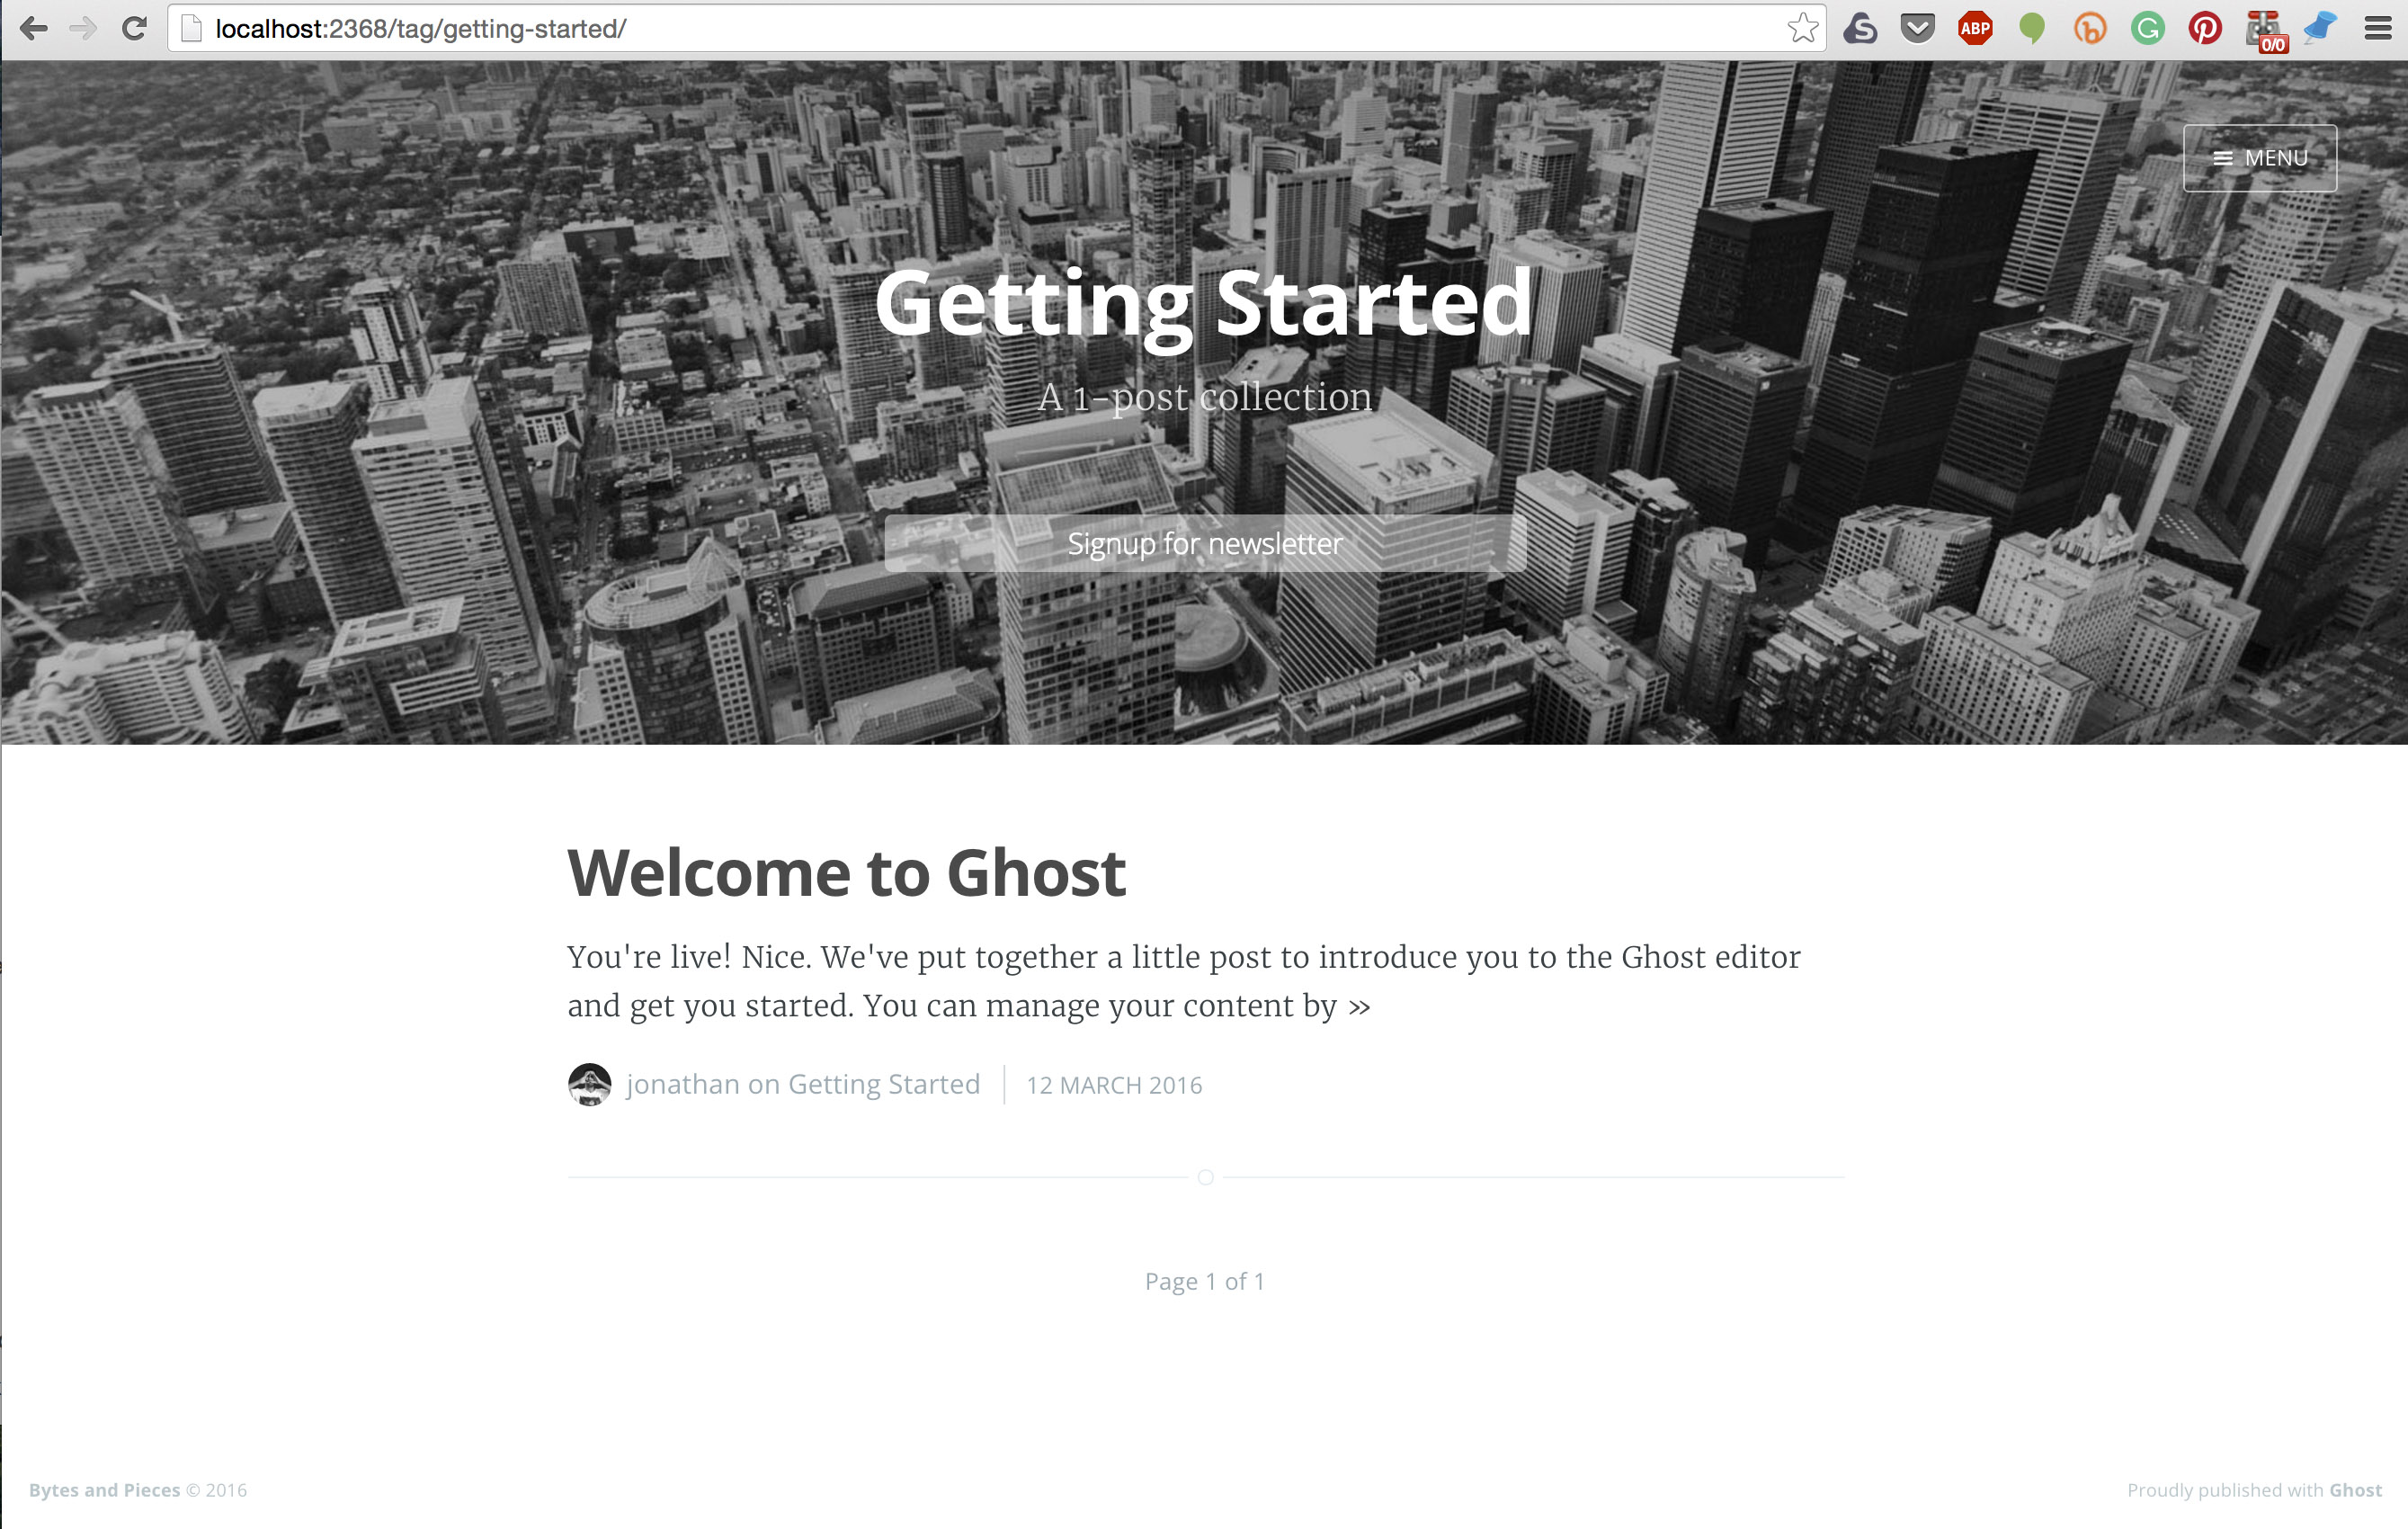 localhost:2368/tag/getting-started/
ABP
0/0
MENU
Getting Started
A 1-post collection
Signup for newsletter
Welcome to Ghost
You're live! Nice. We've put together a little post to introduce you to the Ghost editor
and get you started. You can manage your content by »
jonathan on Getting Started
12 MARCH 2016
Page 1 of 1
Bytes and Pieces © 2016
Proudly published with Ghost